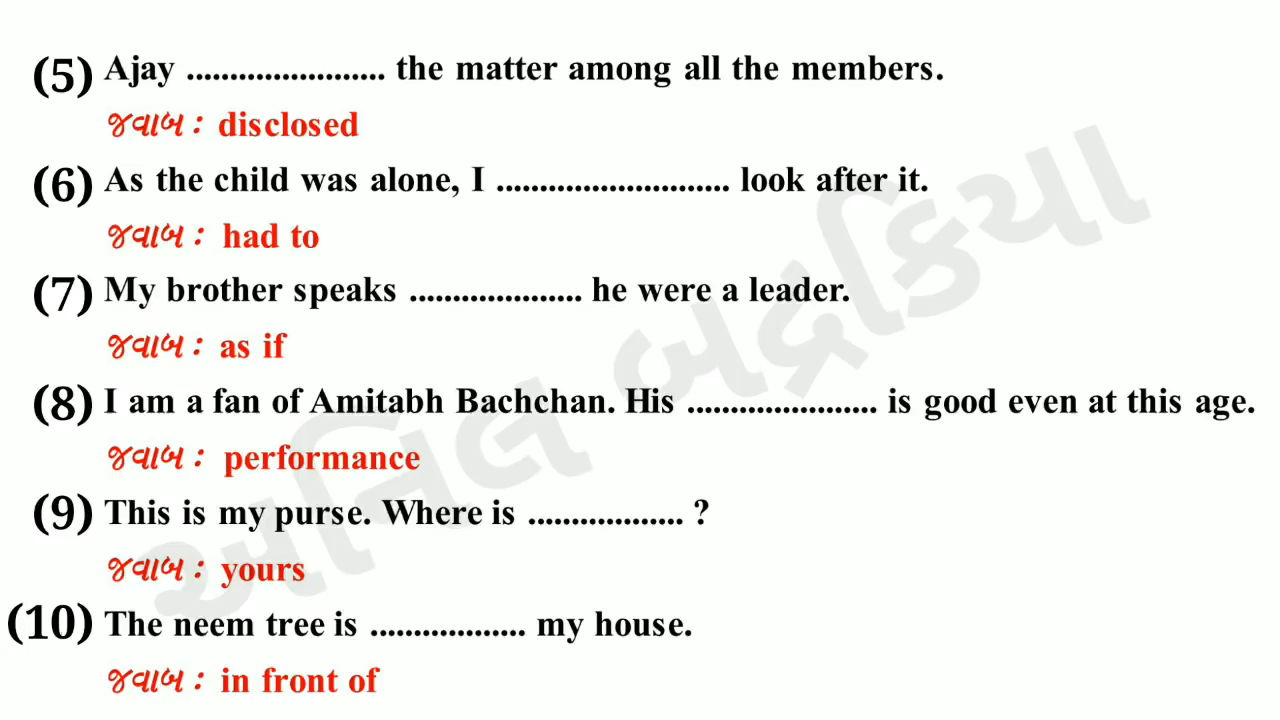 (5) Ajay ....................... the matter among all the members.
જવાબ : disclosed
(6) As the child was alone, I ........................... look after it.
જવાબ : had to
(7) My brother speaks .................... he were a leader.
જવાબ : as if
(8) I am a fan of Amitabh Bachchan. His ...................... is good even at this age.
જવાબ : performance
(9) This is my purse. Where is .................. ?
જવાબ : yours
(10) The neem tree is .................. my house.
જવાબ : in front of
અનિલ બદ્રકિયા